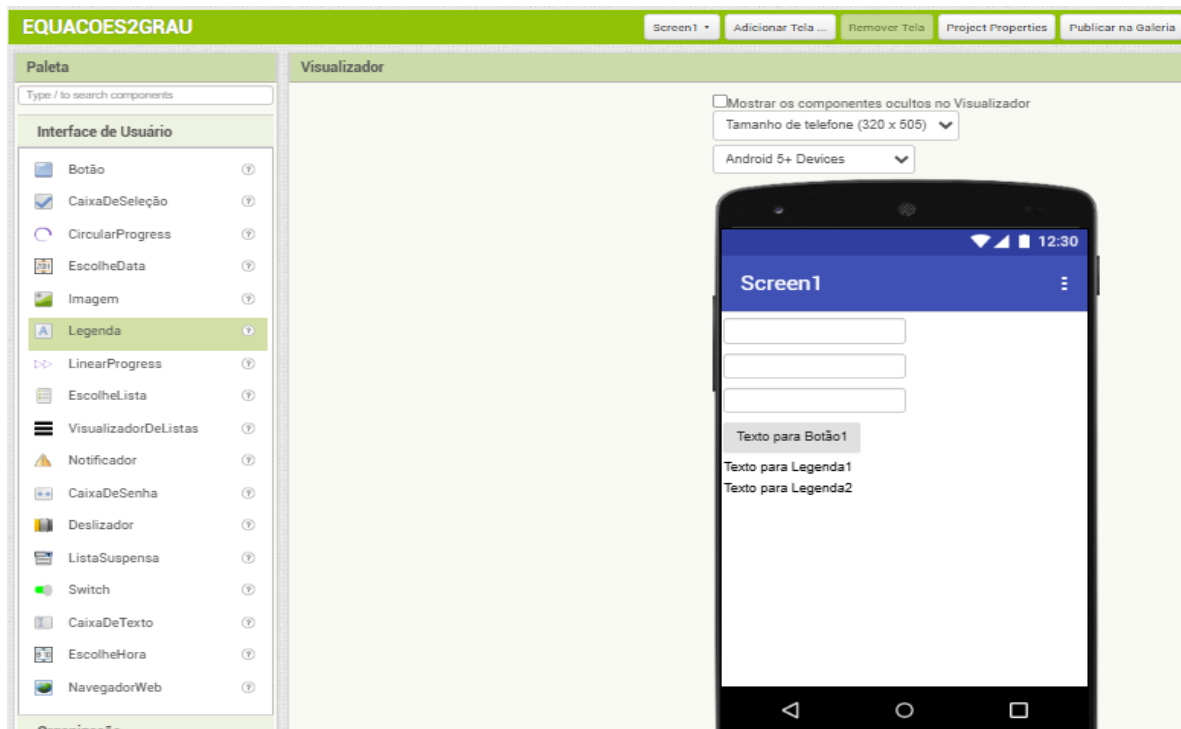 EQUACOES2GRAU
Screen1
Adicionar Tela ...
Remover Tela
Project Properties
Publicar na Galeria
Paleta
Type / to search components
Interface de Usuário
Botão
CaixaDeSeleção
CircularProgress
EscolheData
Imagem
Legenda
LinearProgress
EscolheLista
VisualizadorDeListas
Notificador
CaixaDeSenha
Deslizador
ListaSuspensa
Switch
CaixaDeTexto
EscolheHora
NavegadorWeb
Visualizador
Mostrar os componentes ocultos no Visualizador
Tamanho de telefone (320 x 505)
Android 5+ Devices
12:30
Screen1
Texto para Botão1
Texto para Legenda1
Texto para Legenda2